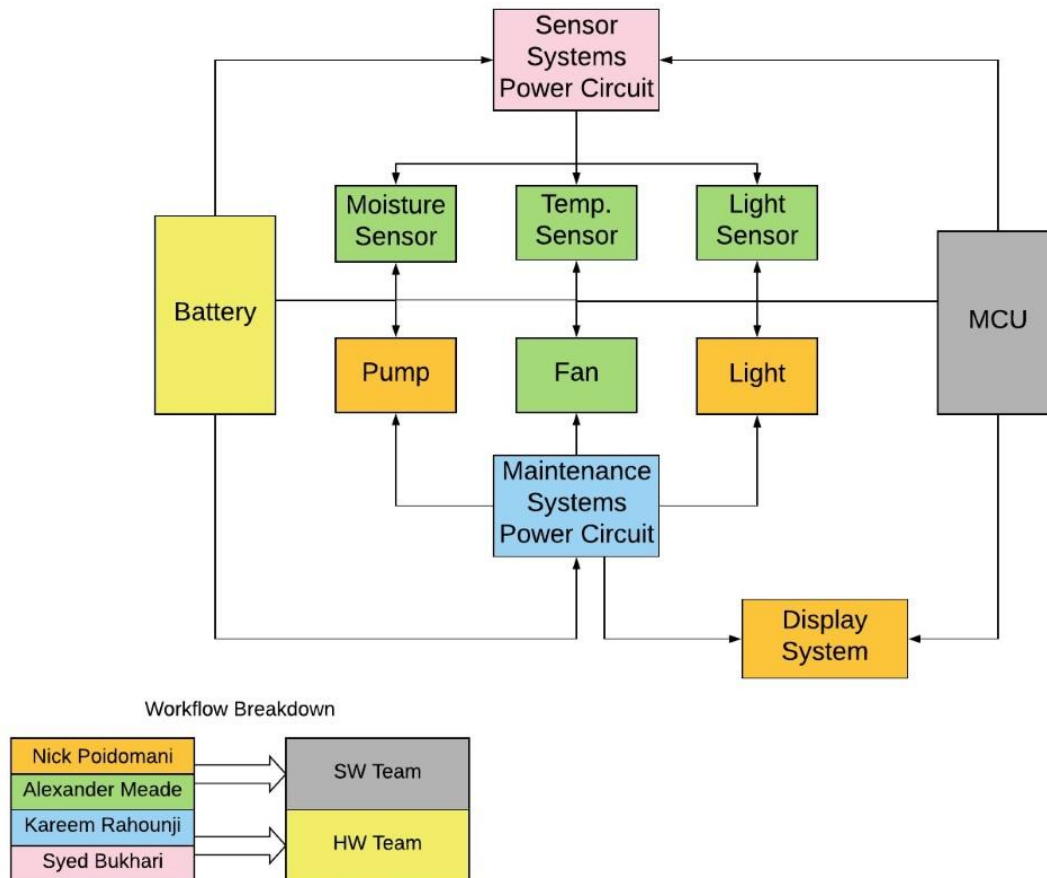 Sensor
Systems
Power Circuit
Moisture
Sensor
Temp.
Sensor
Light
Sensor
Battery
MCU
Pump
Fan
Light
Maintenance
Systems
Power Circuit
Display
System
Workflow Breakdown
Nick Poidomani
Alexander Meade
Kareem Rahounji
Syed Bukhari
SW Team
HW Team